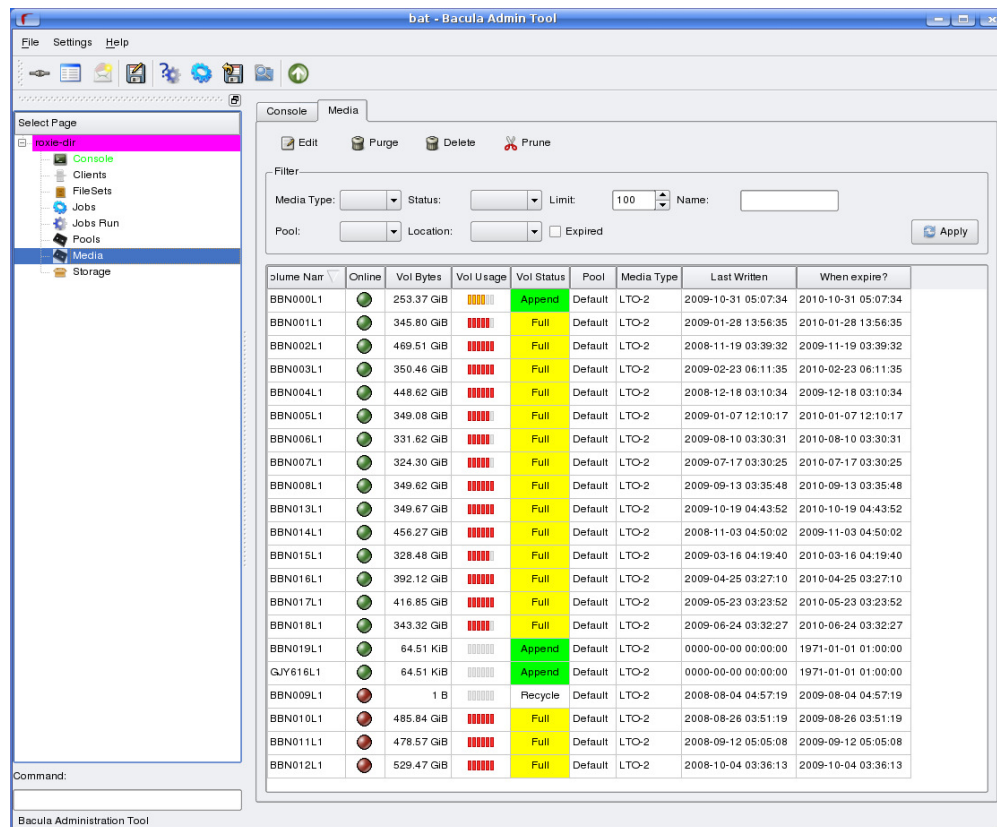 bat - Bacula Admin Tool
File Settings Help
Select Page
roxie-dir
Console
Clients
FileSets
Jobs
Jobs Run
Pools
Media
Storage
Command:
Bacula Administration Tool
Console Media
Edit Purge Delete Prune
Filter
Media Type: Status: Limit: 100 Name:
Pool: Location: Expired Apply
olume Nam Online Vol Bytes Vol Usage Vol Status Pool Media Type Last Written When expire?
BBN000L1 253.37 GiB Append Default LTO-2 2009-10-31 05:07:34 2010-10-31 05:07:34
BBN001L1 345.80 GiB Full Default LTO-2 2009-01-28 13:56:35 2010-01-28 13:56:35
BBN002L1 469.51 GiB Full Default LTO-2 2008-11-19 03:39:32 2009-11-19 03:39:32
BBN003L1 350.46 GiB Full Default LTO-2 2009-02-23 06:11:35 2010-02-23 06:11:35
BBN004L1 448.62 GiB Full Default LTO-2 2008-12-18 03:10:34 2009-12-18 03:10:34
BBN005L1 349.08 GiB Full Default LTO-2 2009-01-07 12:10:17 2010-01-07 12:10:17
BBN006L1 331.62 GiB Full Default LTO-2 2009-08-10 03:30:31 2010-08-10 03:30:31
BBN007L1 324.30 GiB Full Default LTO-2 2009-07-17 03:30:25 2010-07-17 03:30:25
BBN008L1 349.62 GiB Full Default LTO-2 2009-09-13 03:35:48 2010-09-13 03:35:48
BBN013L1 349.67 GiB Full Default LTO-2 2009-10-19 04:43:52 2010-10-19 04:43:52
BBN014L1 456.27 GiB Full Default LTO-2 2008-11-03 04:50:02 2009-11-03 04:50:02
BBN015L1 328.48 GiB Full Default LTO-2 2009-03-16 04:19:40 2010-03-16 04:19:40
BBN016L1 392.12 GiB Full Default LTO-2 2009-04-25 03:27:10 2010-04-25 03:27:10
BBN017L1 416.85 GiB Full Default LTO-2 2009-05-23 03:23:52 2010-05-23 03:23:52
BBN018L1 343.32 GiB Full Default LTO-2 2009-06-24 03:32:27 2010-06-24 03:32:27
BBN019L1 64.51 KiB Append Default LTO-2 0000-00-00 00:00:00 1971-01-01 01:00:00
GJY616L1 64.51 KiB Append Default LTO-2 0000-00-00 00:00:00 1971-01-01 01:00:00
BBN009L1 1 B Recycle Default LTO-2 2008-08-04 04:57:19 2009-08-04 04:57:19
BBN010L1 485.84 GiB Full Default LTO-2 2008-08-26 03:51:19 2009-08-26 03:51:19
BBN011L1 478.57 GiB Full Default LTO-2 2008-09-12 05:05:08 2009-09-12 05:05:08
BBN012L1 529.47 GiB Full Default LTO-2 2008-10-04 03:36:13 2009-10-04 03:36:13